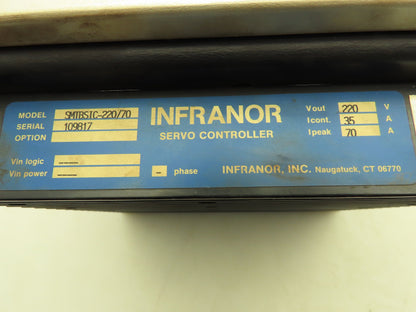 MODEL SMTBSIC-220/70
SERIAL 109817
OPTION
INFRANOR
SERVO CONTROLLER
Vout 220 V
Icont. 35 A
Ipeak 70 A
Vin logic ----
Vin power ---- - phase
INFRANOR, INC. Naugatuck, CT 06770